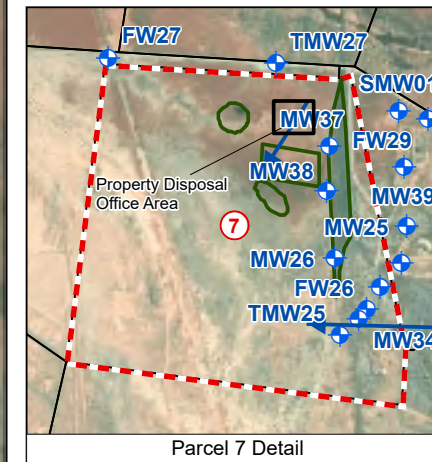 FW27
TMW27
SMW01
MW37
FW29
MW38
Property Disposal
Office Area
MW39
7
MW25
MW26
FW26
TMW25
MW34
Parcel 7 Detail